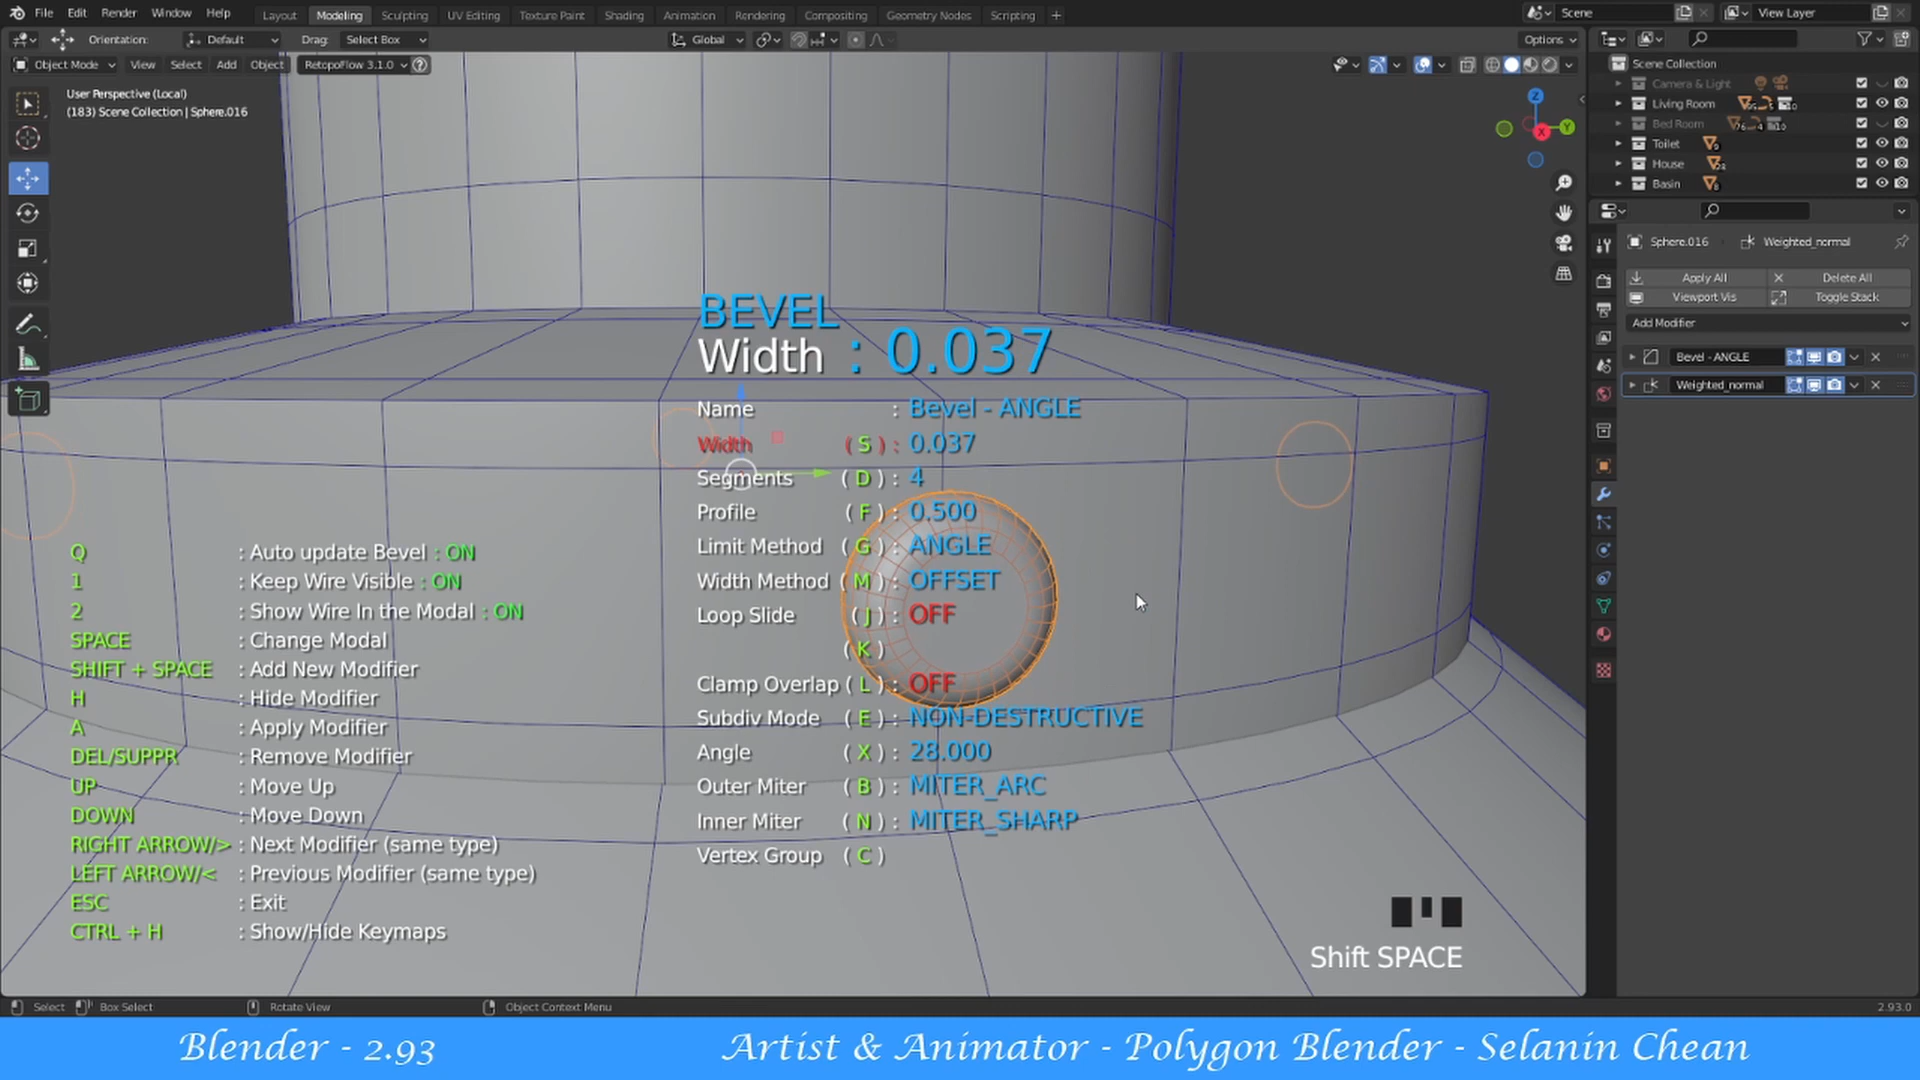 File Edit Render Window Help Layout Modeling Sculpting UV Editing Texture Paint Shading Animation Rendering Compositing Geometry Nodes Scripting + Scene View Layer
Orientation: Default Drag: Select Box Global Options
Object Mode View Select Add Object RetopoFlow 3.1.0 ?
User Perspective (Local)
(183) Scene Collection | Sphere.016
Scene Collection
Camera & Light
Living Room
Bed Room
Toilet
House
Basin
Sphere.016 Weighted_normal
Apply All Delete All
Viewport Vis Toggle Stack
Add Modifier
Bevel - ANGLE
Weighted_normal
Z
Y
X
BEVEL
Width : 0.037
Name : Bevel - ANGLE
Width ( S ) : 0.037
Segments ( D ) : 4
Profile ( F ) : 0.500
Limit Method ( G ) : ANGLE
Width Method ( M ) : OFFSET
Loop Slide ( J ) : OFF
( K )
Clamp Overlap ( L ) : OFF
Subdiv Mode ( E ) : NON-DESTRUCTIVE
Angle ( X ) : 28.000
Outer Miter ( B ) : MITER_ARC
Inner Miter ( N ) : MITER_SHARP
Vertex Group ( C )
Q : Auto update Bevel : ON
1 : Keep Wire Visible : ON
2 : Show Wire In the Modal : ON
SPACE : Change Modal
SHIFT + SPACE : Add New Modifier
H : Hide Modifier
A : Apply Modifier
DEL/SUPPR : Remove Modifier
UP : Move Up
DOWN : Move Down
RIGHT ARROW/> : Next Modifier (same type)
LEFT ARROW/< : Previous Modifier (same type)
ESC : Exit
CTRL + H : Show/Hide Keymaps
Shift SPACE
Select Box Select Rotate View Object Context Menu 2.93.0
Blender - 2.93 Artist & Animator - Polygon Blender - Selanin Chean